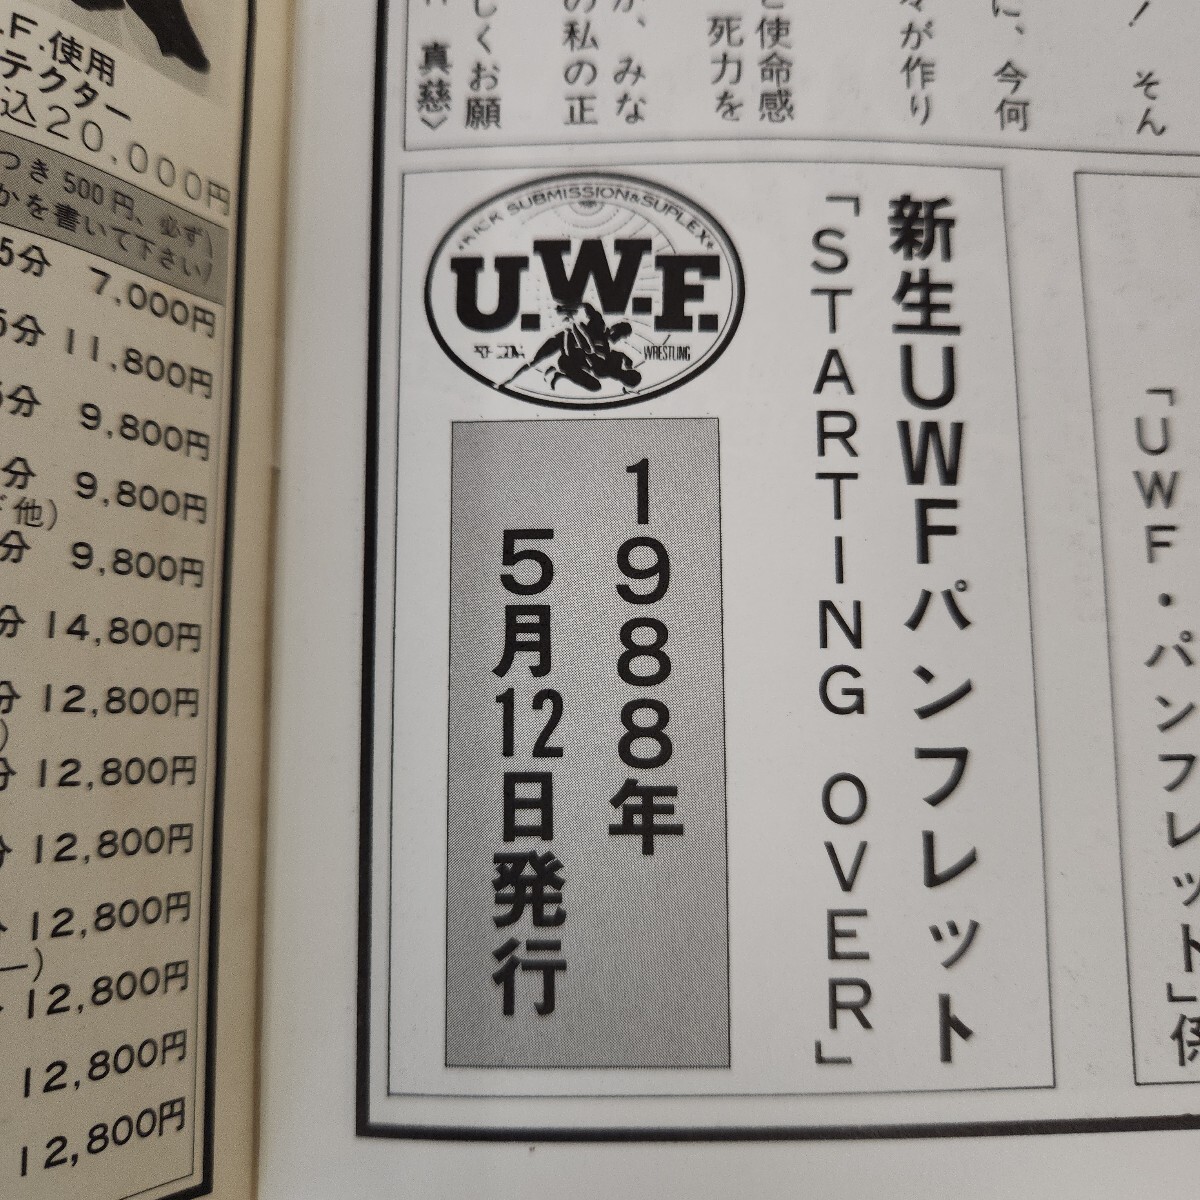 .F.使用
テクター
込20,000円
つき500円、必ず
かを書いて下さい
5分 7,000円
5分 11,800円
5分 9,800円
分 9,800円
他)
分 9,800円
分 14,800円
分 12,800円
)
分 12,800円
分 12,800円
12,800円
ー)
12,800円
12,800円
12,800円
そん
に、今何
が作り
使命感
死力を
が、みな
の私の正
しくお願
真慈〉
KICK SUBMISSION&SUPLEX
U.W.F.
WRESTLING
新生UWFパンフレット
「STARTING OVER」
1988年
5月12日発行
「UWF・パンフレット」係